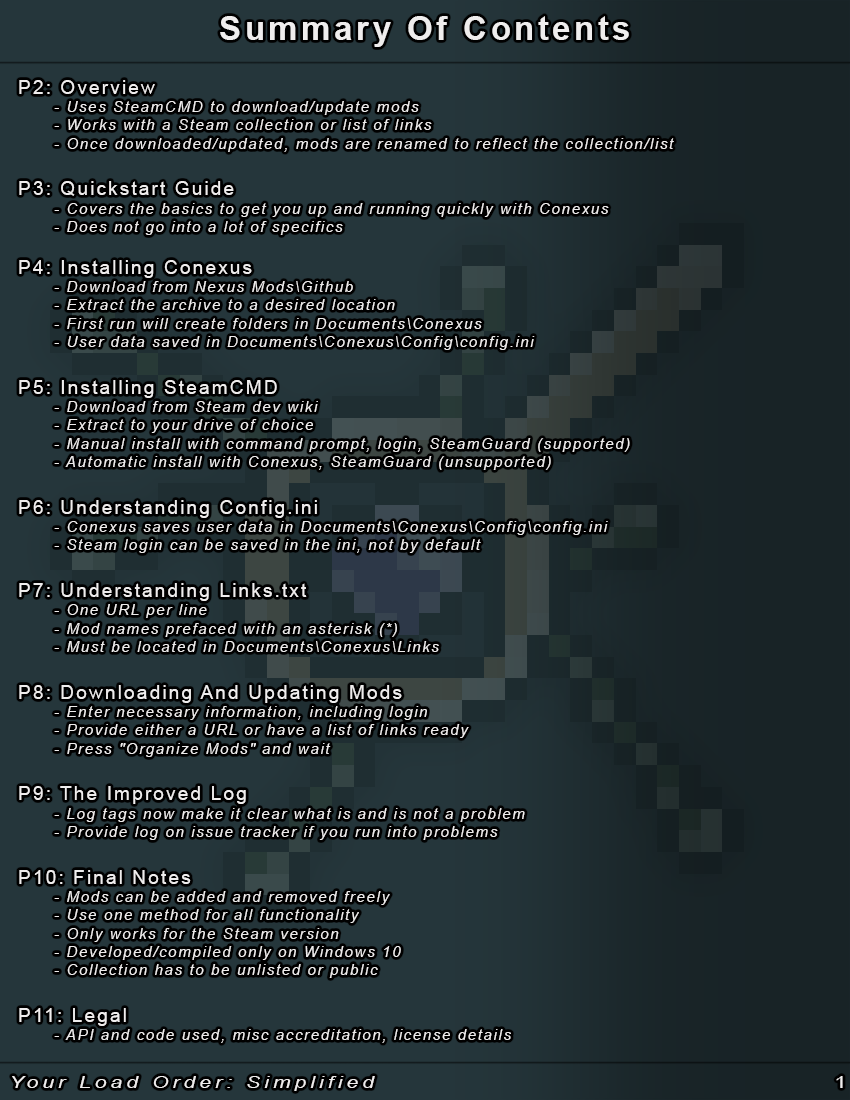 Summary Of Contents
P2: Overview
- Uses SteamCMD to download/update mods
- Works with a Steam collection or list of links
- Once downloaded/updated, mods are renamed to reflect the collection/list
P3: Quickstart Guide
- Covers the basics to get you up and running quickly with Conexus
- Does not go into a lot of specifics
P4: Installing Conexus
- Download from Nexus Mods\Github
- Extract the archive to a desired location
- First run will create folders in Documents\Conexus
- User data saved in Documents\Conexus\Config\config.ini
P5: Installing SteamCMD
- Download from Steam dev wiki
- Extract to your drive of choice
- Manual install with command prompt, login, SteamGuard (supported)
- Automatic install with Conexus, SteamGuard (unsupported)
P6: Understanding Config.ini
- Conexus saves user data in Documents\Conexus\Config\config.ini
- Steam login can be saved in the ini, not by default
P7: Understanding Links.txt
- One URL per line
- Mod names prefaced with an asterisk (*)
- Must be located in Documents\Conexus\Links
P8: Downloading And Updating Mods
- Enter necessary information, including login
- Provide either a URL or have a list of links ready
- Press "Organize Mods" and wait
P9: The Improved Log
- Log tags now make it clear what is and is not a problem
- Provide log on issue tracker if you run into problems
P10: Final Notes
- Mods can be added and removed freely
- Use one method for all functionality
- Only works for the Steam version
- Developed/compiled only on Windows 10
- Collection has to be unlisted or public
P11: Legal
- API and code used, misc accreditation, license details
Your Load Order: Simplified
1